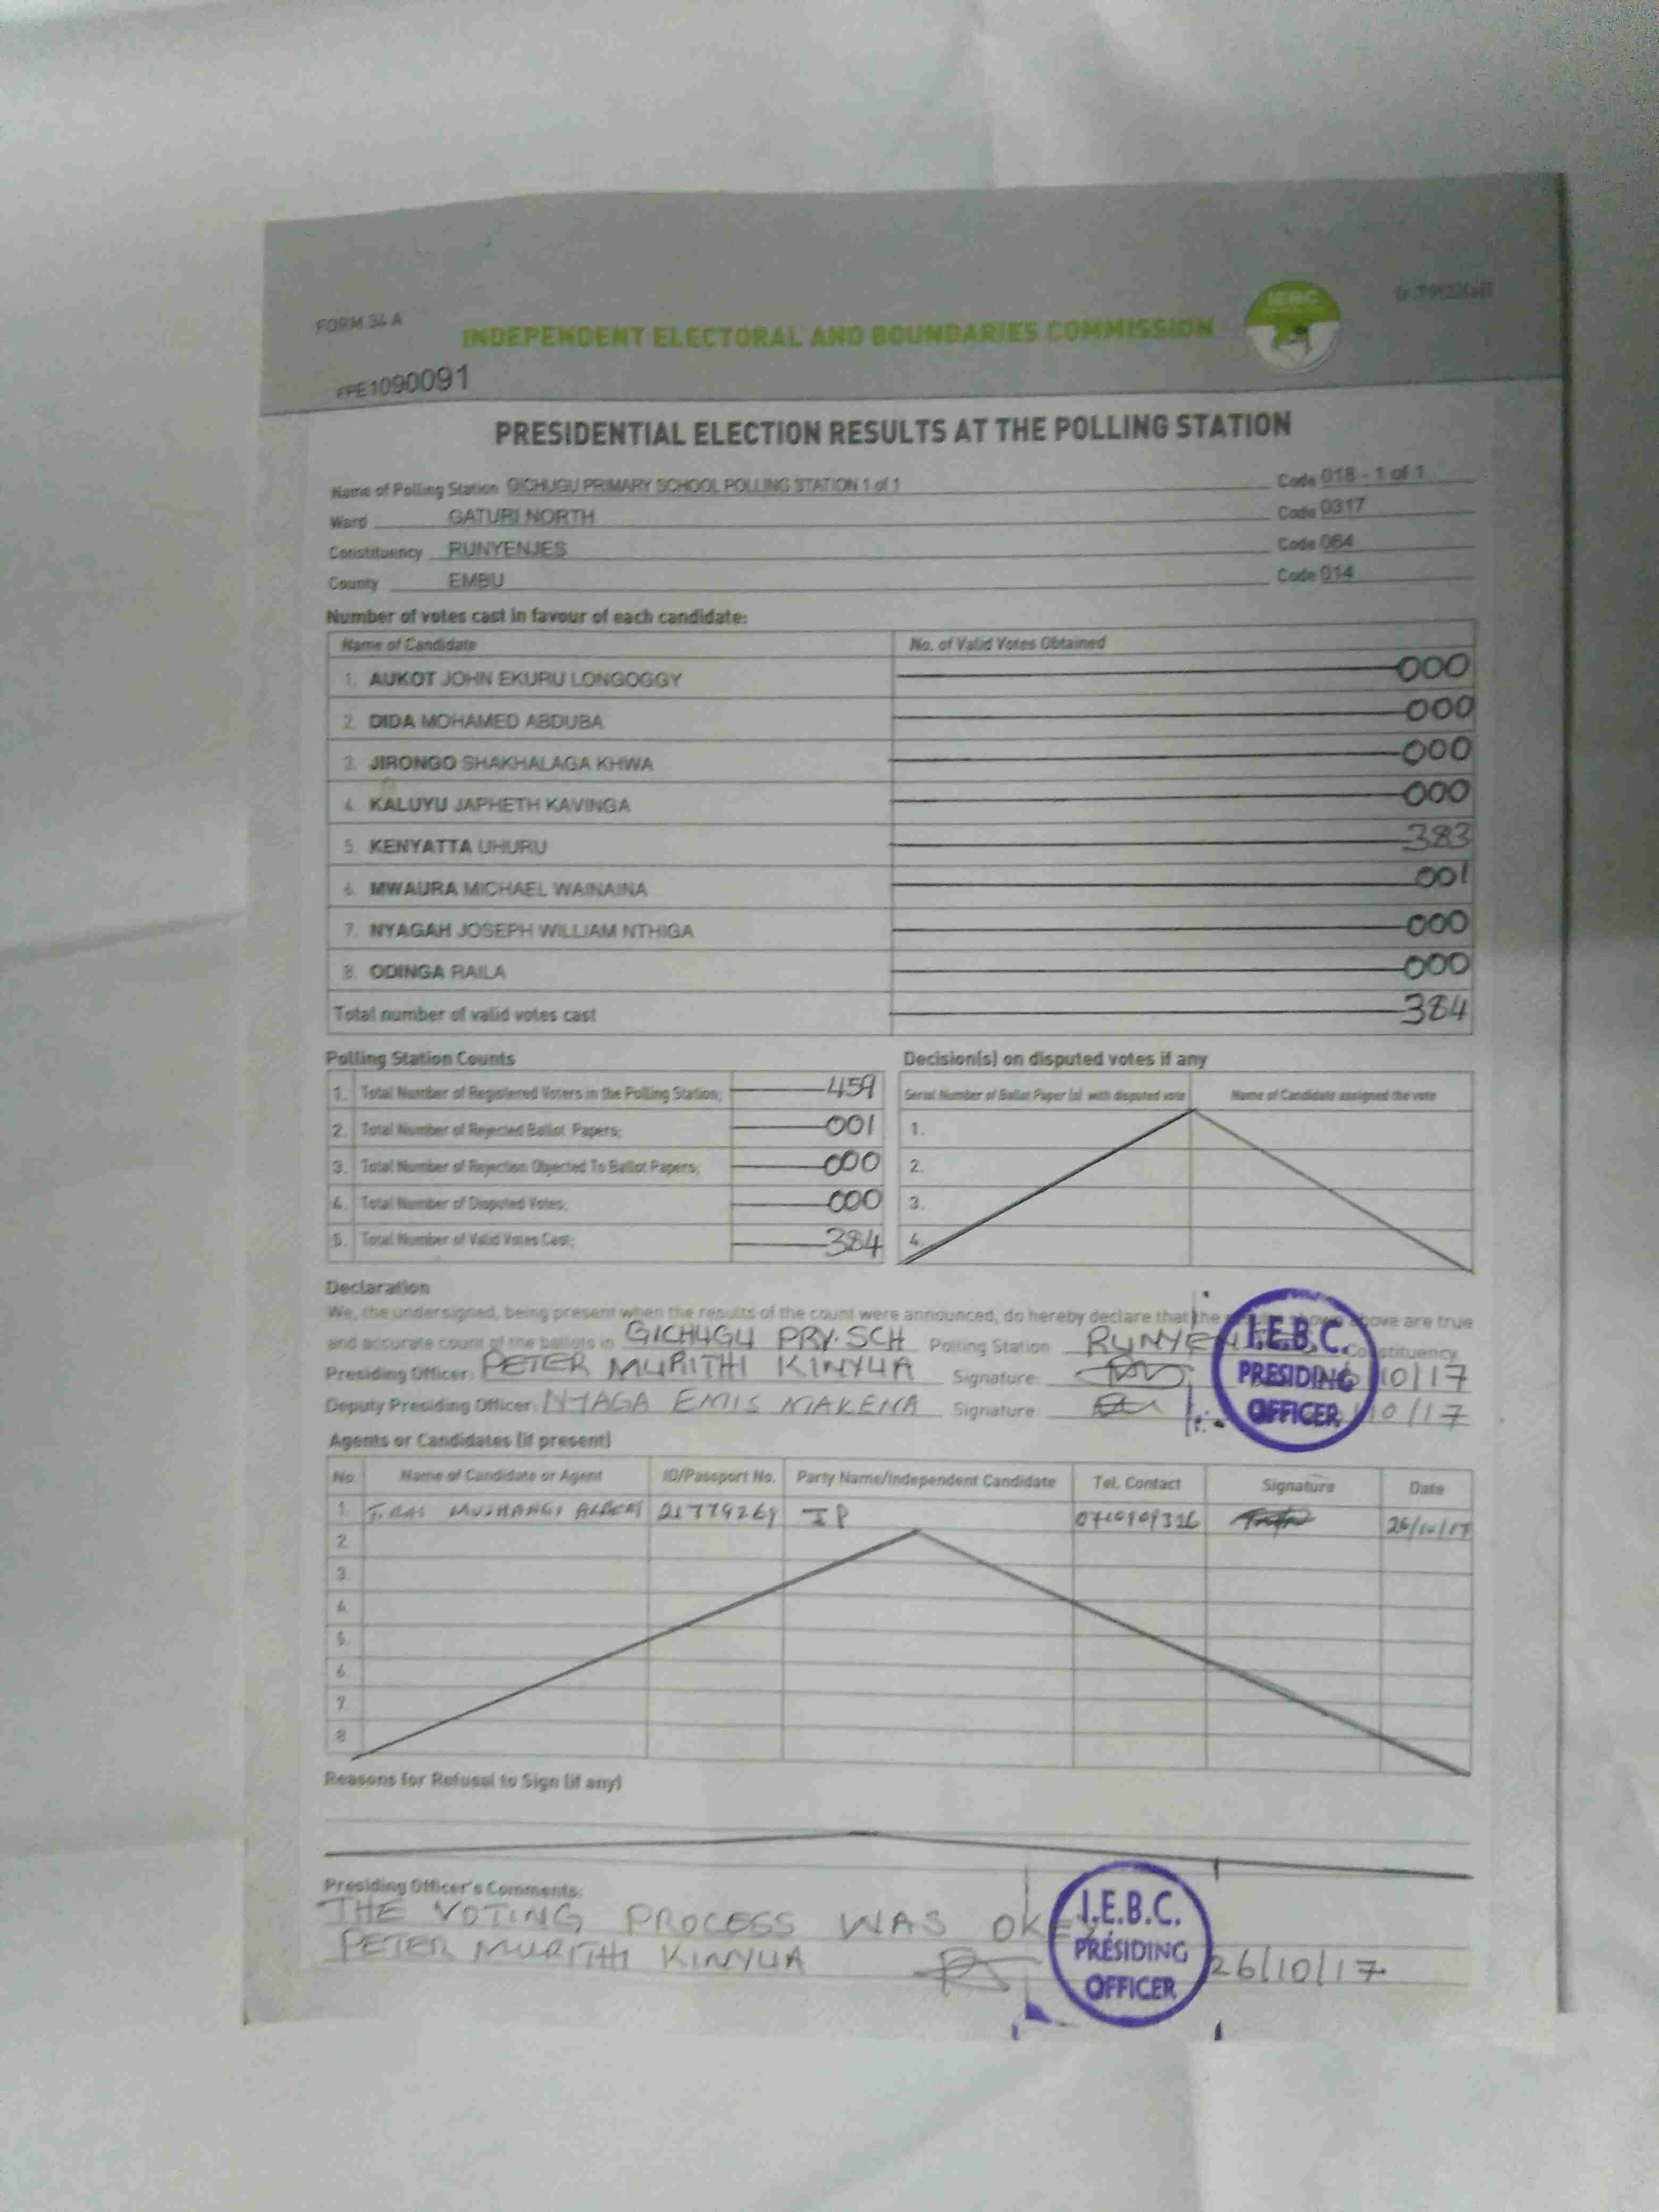 FORM 34 A
IEBC
INDEPENDENT ELECTORAL AND BOUNDARIES COMMISSION
FPE1090091
PRESIDENTIAL ELECTION RESULTS AT THE POLLING STATION
Name of Polling Station GICHUGU PRIMARY SCHOOL POLLING STATION 1 of 1 Code 018 - 1 of 1
Ward GATURI NORTH Code 0317
Constituency RUNYENJES Code 064
County EMBU Code 014
Number of votes cast in favour of each candidate:
Name of Candidate No. of Valid Votes Obtained
1. AUKOT JOHN EKURU LONGOGGY 000
2. DIDA MOHAMED ABDUBA 000
3. JIRONGO SHAKHALAGA KHWA 000
4. KALUYU JAPHETH KAVINGA 000
5. KENYATTA UHURU 383
6. MWAURA MICHAEL WAINAINA 001
7. NYAGAH JOSEPH WILLIAM NTHIGA 000
8. ODINGA RAILA 000
Total number of valid votes cast 384
Polling Station Counts
1. Total Number of Registered Voters in the Polling Station; 459
2. Total Number of Rejected Ballot Papers; 001
3. Total Number of Rejection Objected To Ballot Papers; 000
4. Total Number of Disputed Votes; 000
5. Total Number of Valid Votes Cast; 384
Decision(s) on disputed votes if any
Serial Number of Ballot Paper (s) with disputed vote Name of Candidate assigned the vote
1.
2.
3.
4.
Declaration
We, the undersigned, being present when the results of the count were announced, do hereby declare that the results shown above are true
and accurate count of the ballots in GICHUGU PRY. SCH Polling Station RUNYENJES Constituency
Presiding Officer: PETER MURITHI KINYUA Signature: 10/17
Deputy Presiding Officer: NYAGA EMIS MAKENA Signature: 10/17
I.E.B.C.
PRESIDING
OFFICER
Agents or Candidates (if present)
No. Name of Candidate or Agent ID/Passport No. Party Name/Independent Candidate Tel. Contact Signature Date
1. MUSHANGI ALBERT JP 26/10/17
2.
3.
4.
5.
6.
7.
8.
Reasons for Refusal to Sign (if any)
Presiding Officer's Comments:
THE VOTING PROCESS WAS OKEY.
PETER MURITHI KINYUA 26/10/17
I.E.B.C.
PRESIDING
OFFICER